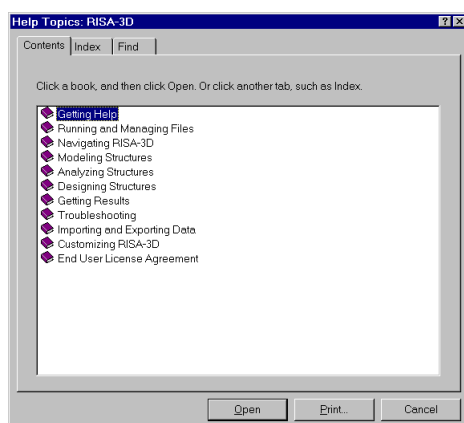 Help Topics: RISA-3D
Contents Index Find
Click a book, and then click Open. Or click another tab, such as Index.
Getting Help
Running and Managing Files
Navigating RISA-3D
Modeling Structures
Analyzing Structures
Designing Structures
Getting Results
Troubleshooting
Importing and Exporting Data
Customizing RISA-3D
End User License Agreement
Open Print... Cancel